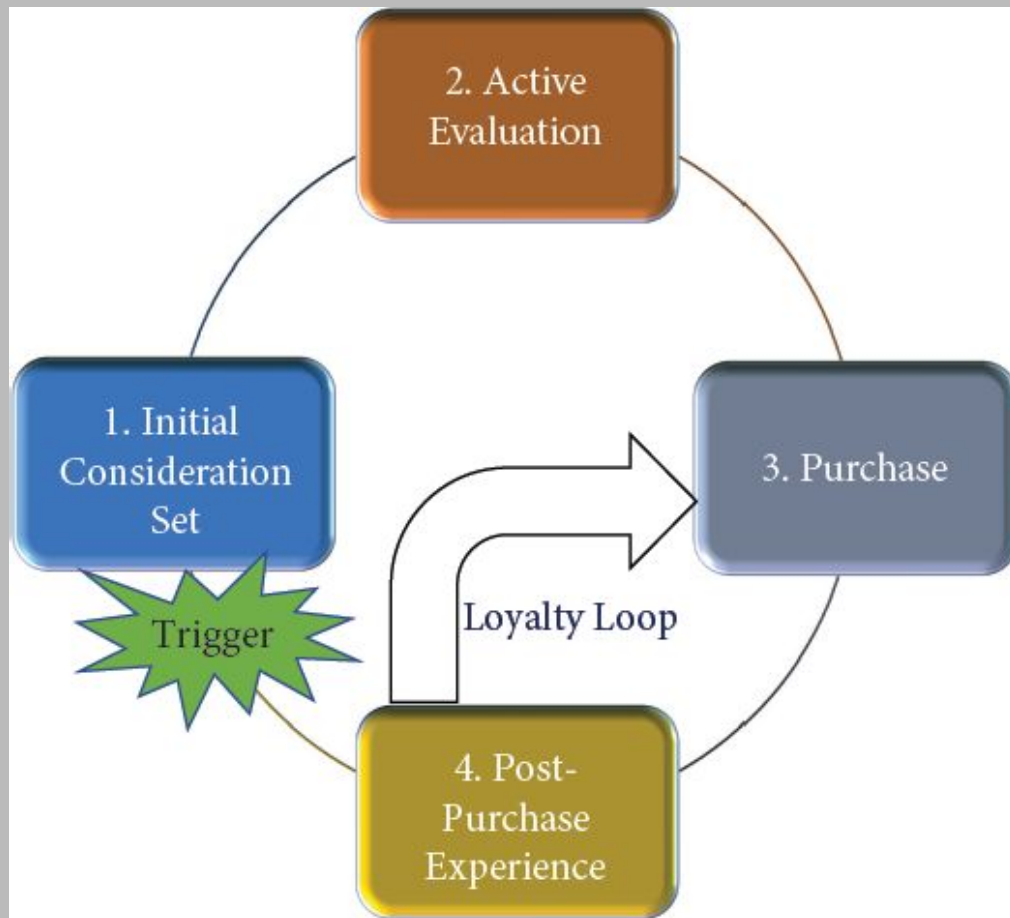 2. Active
Evaluation
1. Initial
Consideration
Set
3. Purchase
Trigger
Loyalty Loop
4. Post-
Purchase
Experience